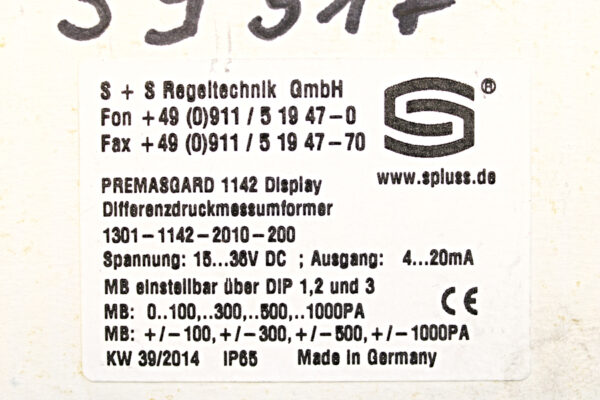 S + S Regeltechnik GmbH
Fon +49 (0)911 / 5 19 47-0
Fax +49 (0)911 / 5 19 47-70
®
www.spluss.de
PREMASGARD 1142 Display
Differenzdruckmessumformer
1301-1142-2010-200
Spannung: 15...36V DC ; Ausgang: 4...20mA
MB einstellbar über DIP 1,2 und 3
MB: 0..100,...300,...500,...1000PA
CE
MB: +/-100, +/-300, +/-500, +/-1000PA
KW 39/2014 IP65 Made in Germany